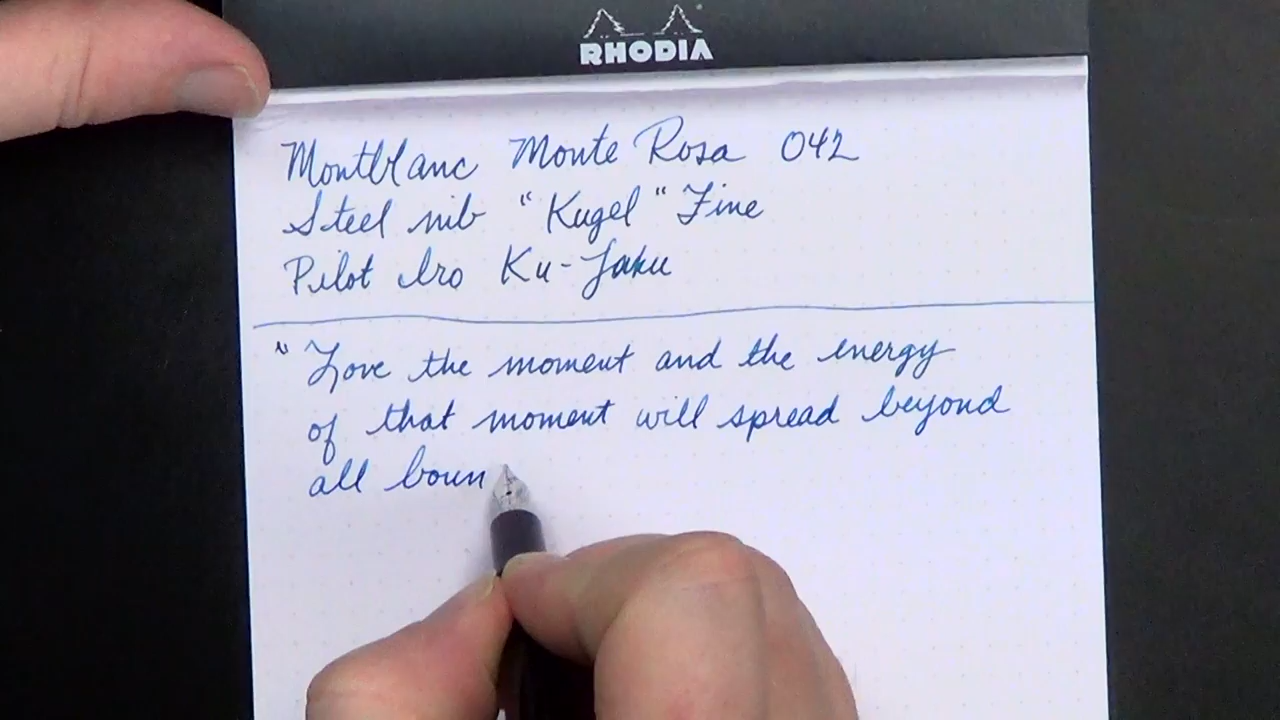 RHODIA
Montblanc Monte Rosa 042
Steel nib "Kugel" Fine
Pilot Iro Ku-Jaku
"Love the moment and the energy
of that moment will spread beyond
all boun